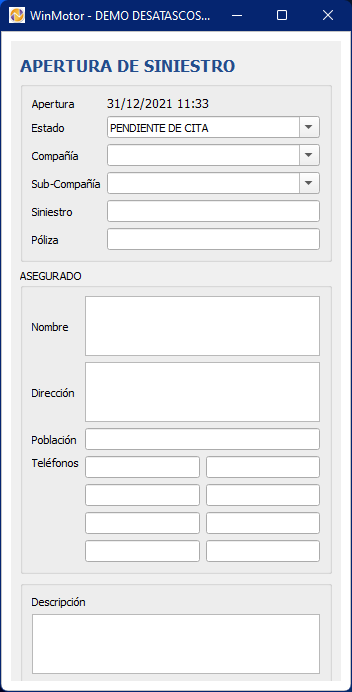 WinMotor - DEMO DESATASCOS...
APERTURA DE SINIESTRO
Apertura 31/12/2021 11:33
Estado PENDIENTE DE CITA
Compañía
Sub-Compañía
Siniestro
Póliza
ASEGURADO
Nombre
Dirección
Población
Teléfonos
Descripción